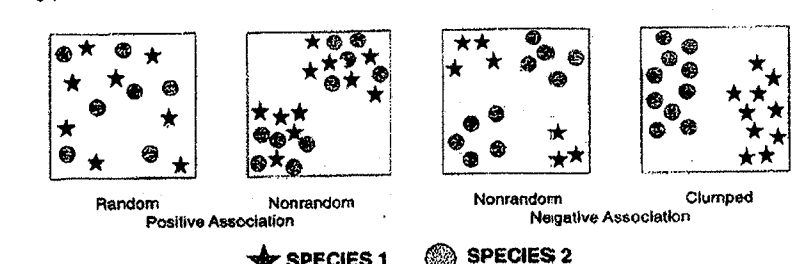 Random Nonrandom Nonrandom Clumped
Positive Association Negative Association
SPECIES 1 SPECIES 2